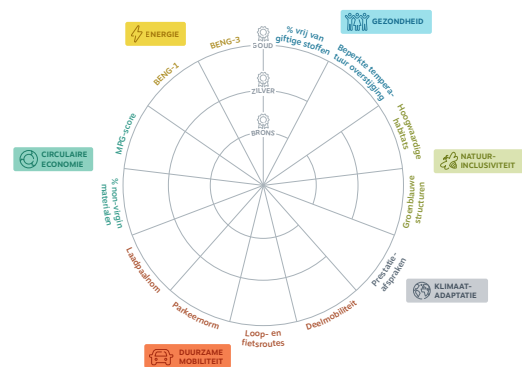 ENERGIE
GEZONDHEID
BENG-3
GOUD
% vrij van
giftige stoffen
Beperkte tempera-
tuur overstijging
BENG-1
ZILVER
BRONS
Hoogwaardige
habitats
MPG-score
CIRCULAIRE
ECONOMIE
NATUUR-
INCLUSIVITEIT
% non-virgin
materialen
Groenblauwe
structuren
Laadpaalnom
Prestatie-
afspraken
KLIMAAT-
ADAPTATIE
Parkeernorm
Deelmobiliteit
Loop- en
fietsroutes
DUURZAME
MOBILITEIT